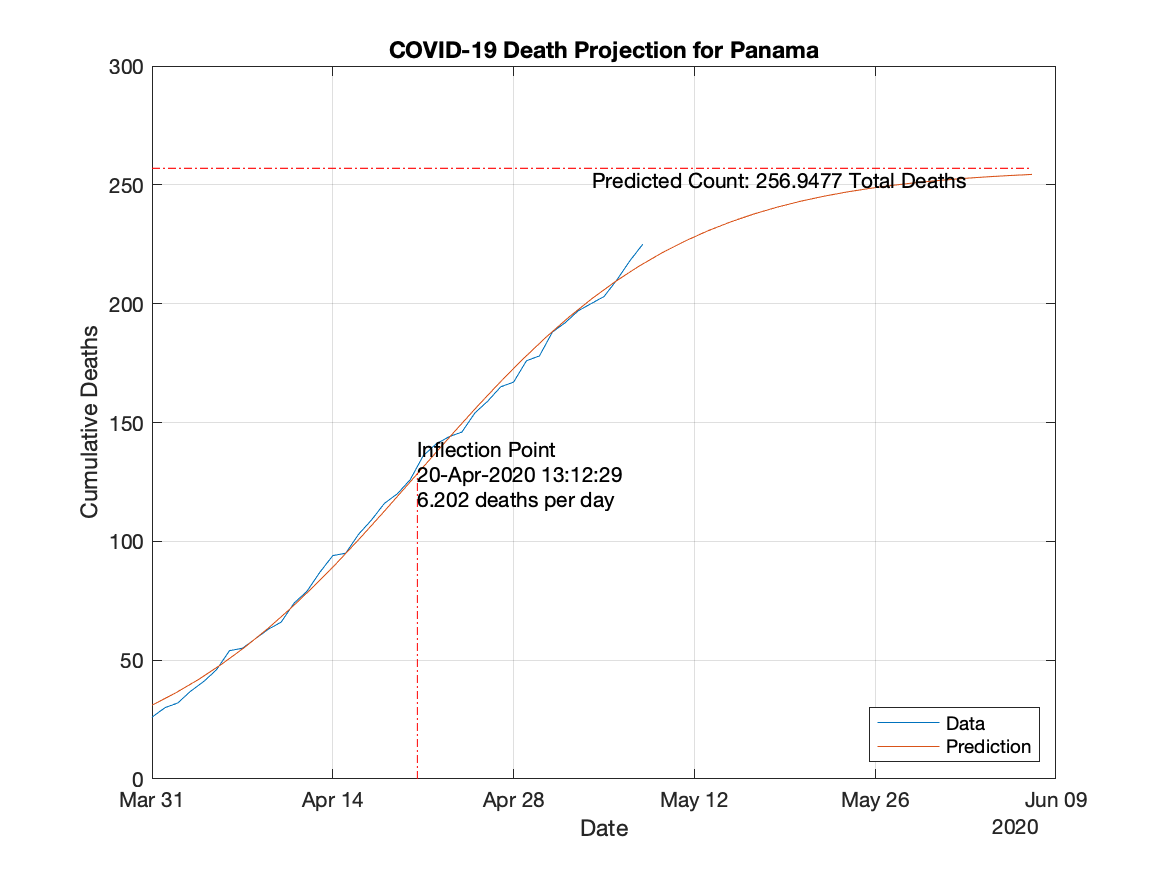 COVID-19 Death Projection for Panama
300
250
200
150
100
50
0
Cumulative Deaths
Predicted Count: 256.9477 Total Deaths
Inflection Point
20-Apr-2020 13:12:29
6.202 deaths per day
Data
Prediction
Mar 31 Apr 14 Apr 28 May 12 May 26 Jun 09
Date
2020